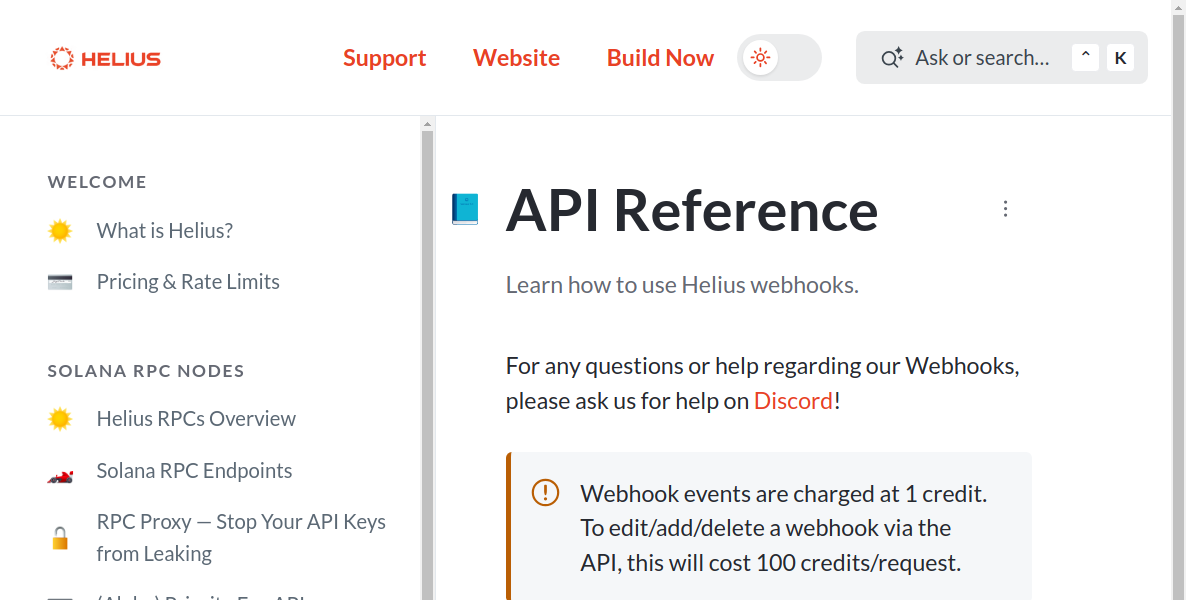 HELIUS
Support
Website
Build Now
Ask or search...
^
K
WELCOME
What is Helius?
Pricing & Rate Limits
SOLANA RPC NODES
Helius RPCs Overview
Solana RPC Endpoints
RPC Proxy — Stop Your API Keys
from Leaking
API Reference
Learn how to use Helius webhooks.
For any questions or help regarding our Webhooks,
please ask us for help on Discord!
Webhook events are charged at 1 credit.
To edit/add/delete a webhook via the
API, this will cost 100 credits/request.